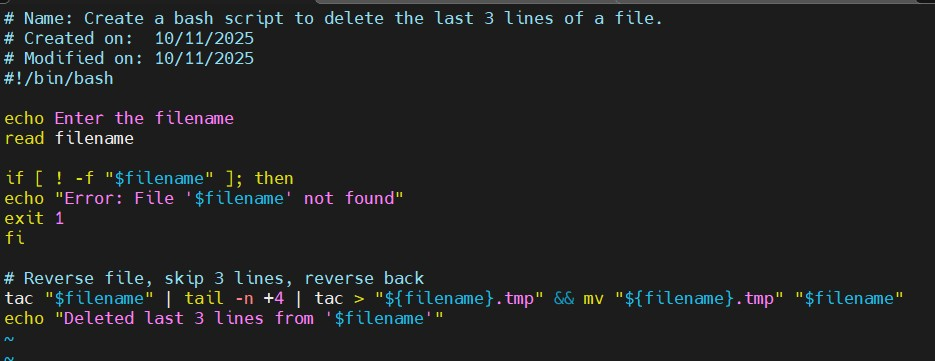 # Name: Create a bash script to delete the last 3 lines of a file.
# Created on:  10/11/2025
# Modified on: 10/11/2025
#!/bin/bash

echo Enter the filename
read filename

if [ ! -f "$filename" ]; then
echo "Error: File '$filename' not found"
exit 1
fi

# Reverse file, skip 3 lines, reverse back
tac "$filename" | tail -n +4 | tac > "${filename}.tmp" && mv "${filename}.tmp" "$filename"
echo "Deleted last 3 lines from '$filename'"
~
~